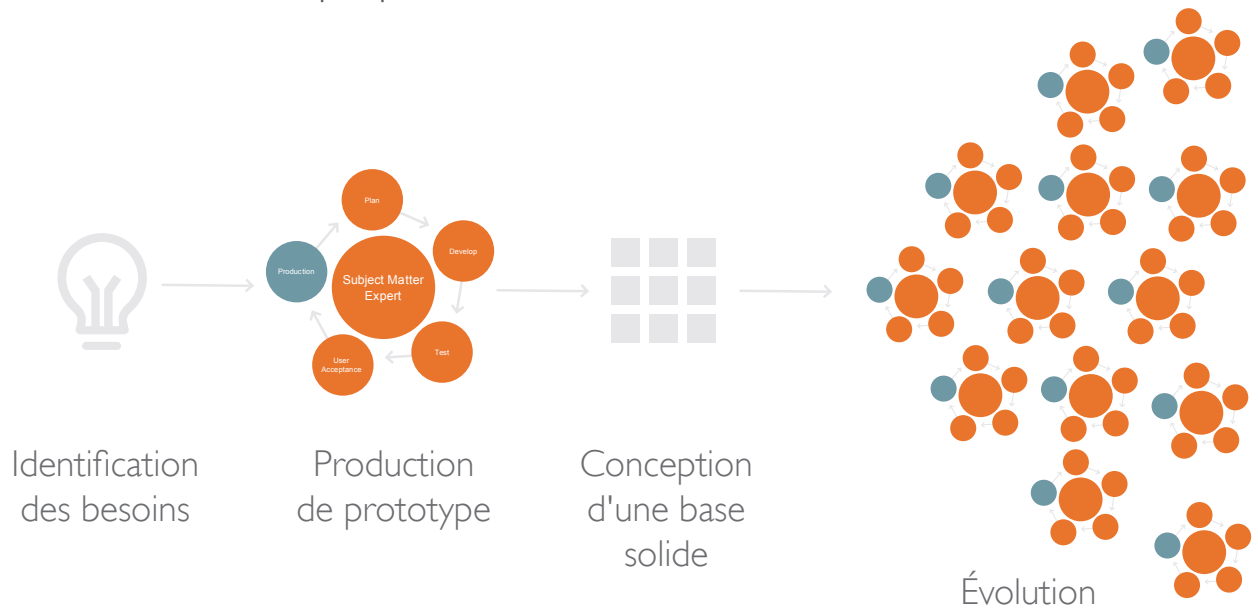 Plan
Production
Develop
Subject Matter
Expert
User
Acceptance
Test
Identification
des besoins
Production
de prototype
Conception
d'une base
solide
Évolution